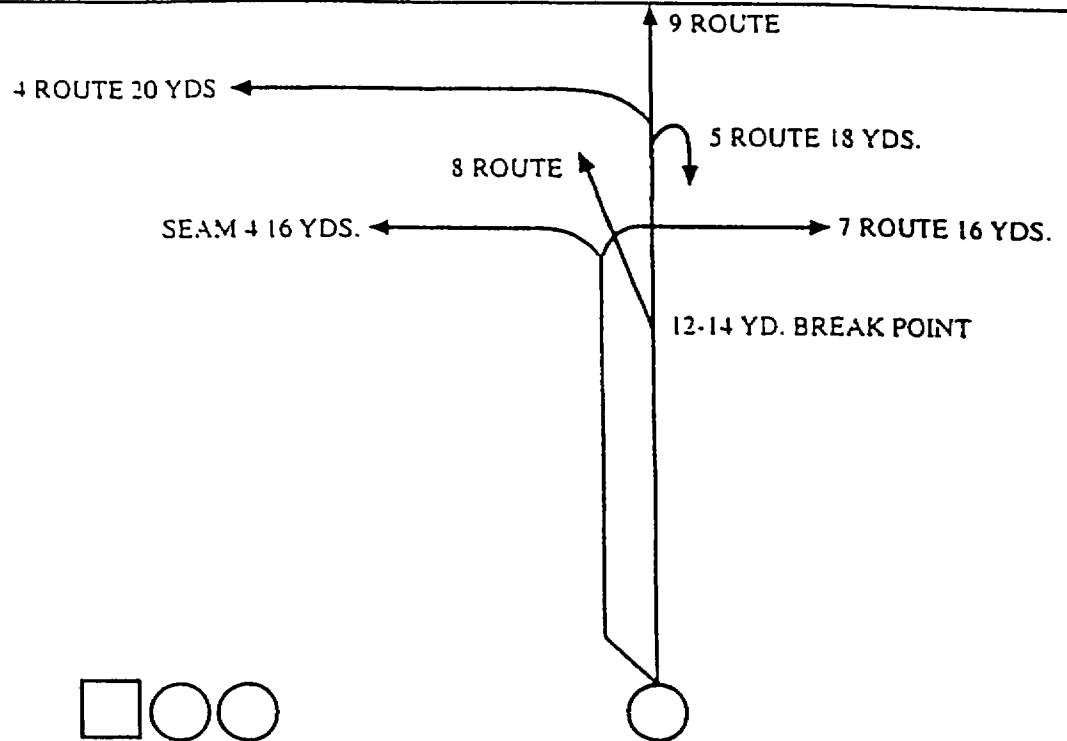 9 ROUTE
4 ROUTE 20 YDS
5 ROUTE 18 YDS.
8 ROUTE
SEAM 4 16 YDS.
7 ROUTE 16 YDS.
12-14 YD. BREAK POINT